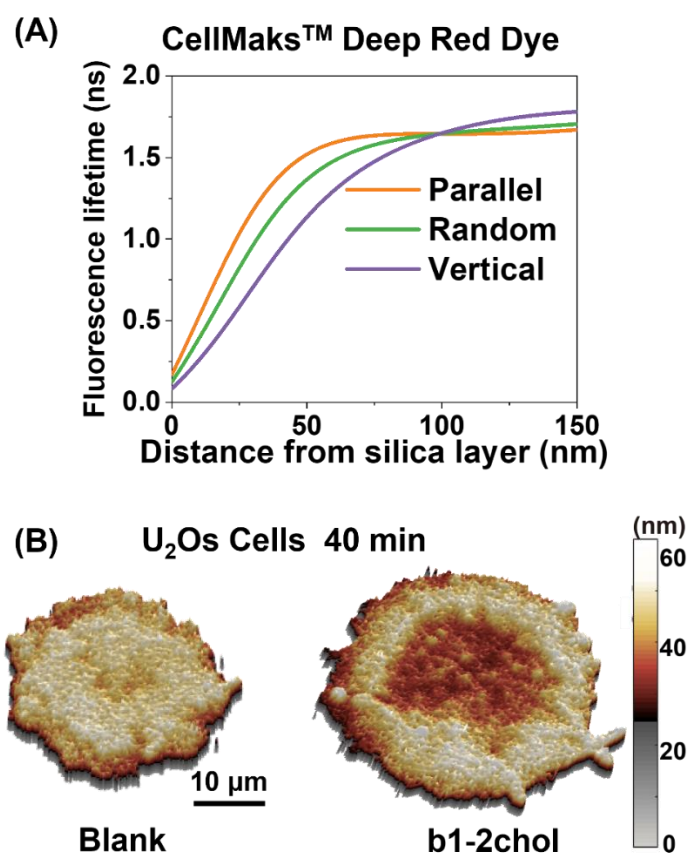 (A)
CellMaks™ Deep Red Dye
Fluorescence lifetime (ns)
2.0
1.5
1.0
0.5
0.0
Parallel
Random
Vertical
0 50 100 150
Distance from silica layer (nm)
(B)
U₂Os Cells 40 min
(nm)
60
40
20
0
10 µm
Blank
b1-2chol